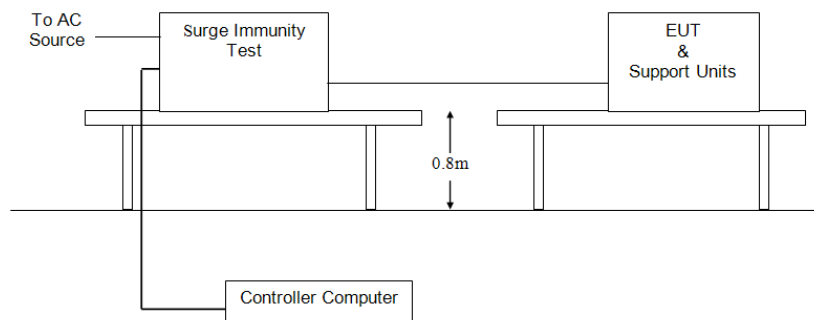 To AC
Source
Surge Immunity
Test
EUT
&
Support Units
0.8m
Controller Computer